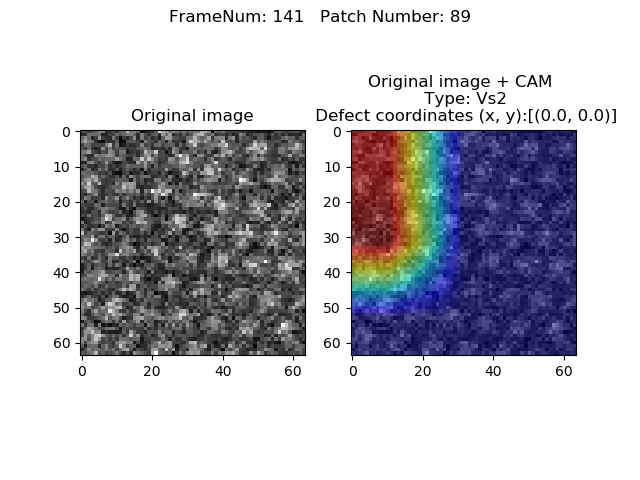 FrameNum: 141   Patch Number: 89
Original image
Original image + CAM
Type: Vs2
Defect coordinates (x, y):[(0.0, 0.0)]
0
10
20
30
40
50
60
0 20 40 60
0
10
20
30
40
50
60
0 20 40 60